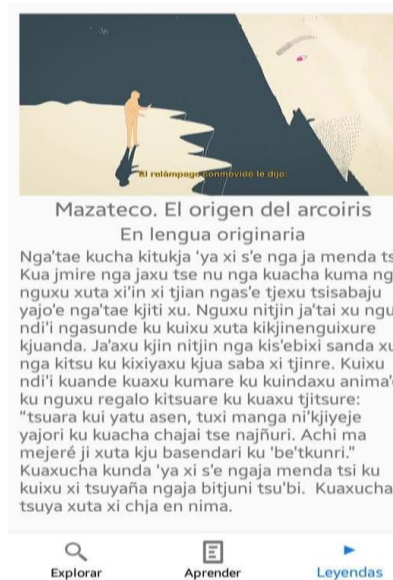 El relámpago conmovido le dijo:
Mazateco. El origen del arcoiris
En lengua originaria
Nga'tae kucha kitukja 'ya xi s'e nga ja menda ts
Kua jmire nga jaxu tse nu nga kuacha kuma ng
nguxu xuta xi'in xi tjian ngas'e tjexu tsisabaju
yajo'e nga'tae kjiti xu. Nguxu nitjin ja'tai xu ngu
ndi'i ngasunde ku kuixu xuta kikjinenguixure
kjuanda. Ja'axu kjin nitjin nga kis'ebixi sanda xu
nga kitsu ku kixiyaxu kjua saba xi tjinre. Kuixu
ndi'i kuande kuaxu kumare ku kuindaxu anima'
ku nguxu regalo kitsuare ku kuaxu tjitsure:
"tsuara kui yatu asen, tuxi manga ni'kjiyeje
yajori ku kuacha chajai tse najñuri. Achi ma
mejeré ji xuta kju basendari ku 'be'tkunri."
Kuaxucha kunda 'ya xi s'e ngaja menda tsi ku
kuixu xi tsuyaña ngaja bitjuni tsu'bi. Kuaxucha
tsuya xuta xi chja en nima.
Explorar
Aprender
Leyendas